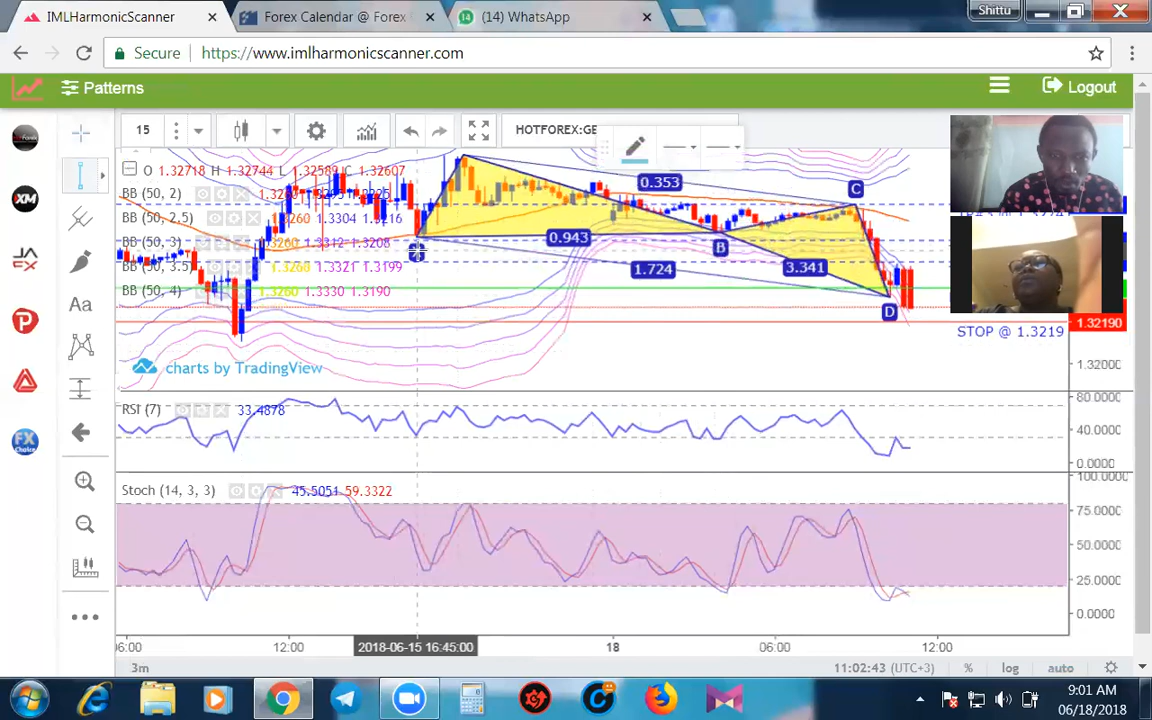 IMLHarmonicScanner
Forex Calendar @ Forex
(14) WhatsApp
Shittu
Secure
https://www.imlharmonicscanner.com
Patterns
Logout
15
HOTFOREX:GE
O 1.32718 H 1.32744 L 1.32589 C 1.32607
BB (50, 2)
BB (50, 2.5)
1.3304 1.3216
BB (50, 3)
1.3260 1.3312 1.3208
BB (50, 3.5)
1.3260 1.3321 1.3199
BB (50, 4)
1.3260 1.3330 1.3190
0.353
C
0.943
B
1.724
3.341
D
1.32190
STOP @ 1.3219
1.32000
charts by TradingView
RSI (7)
33.4878
80.0000
40.0000
0.0000
Stoch (14, 3, 3)
45.5051 59.3322
100.0000
75.0000
50.0000
25.0000
0.0000
Aa
06:00
12:00
2018-06-15 16:45:00
18
06:00
12:00
3m
11:02:43 (UTC+3)
%
log
auto
9:01 AM
06/18/2018